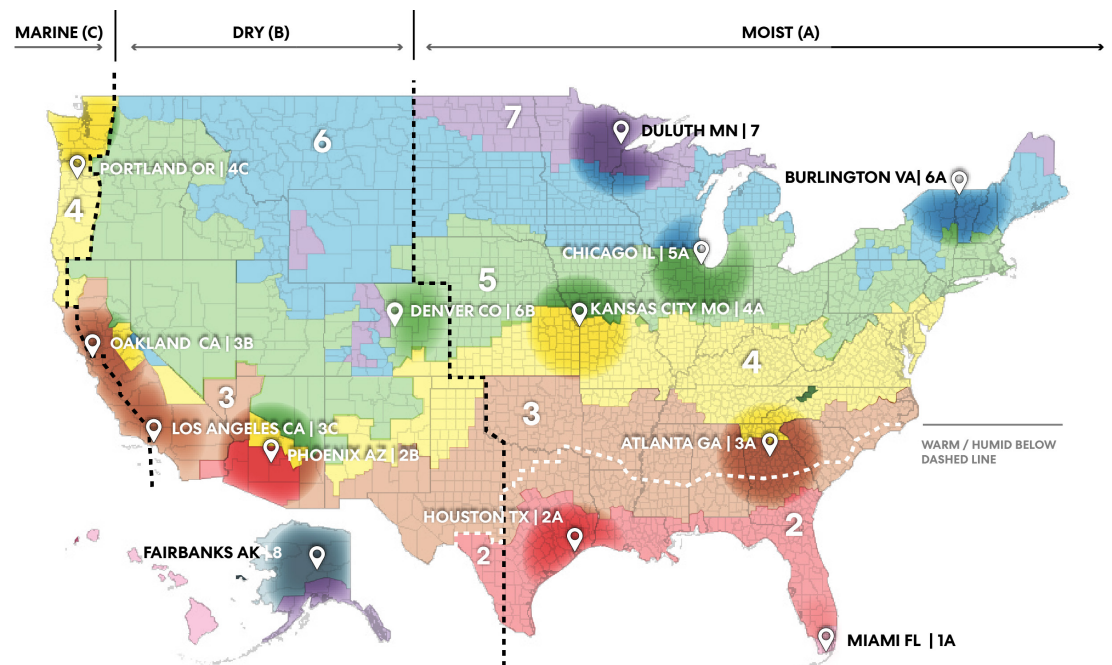 MARINE (C)
DRY (B)
MOIST (A)
7
6
DULUTH MN | 7
PORTLAND OR | 4C
BURLINGTON VA| 6A
4
CHICAGO IL | 5A
5
DENVER CO | 6B
KANSAS CITY MO | 4A
OAKLAND CA | 3B
4
3
3
LOS ANGELES CA | 3C
ATLANTA GA | 3A
WARM / HUMID BELOW
DASHED LINE
PHOENIX AZ | 2B
HOUSTON TX | 2A
2
2
FAIRBANKS AK | 8
MIAMI FL | 1A